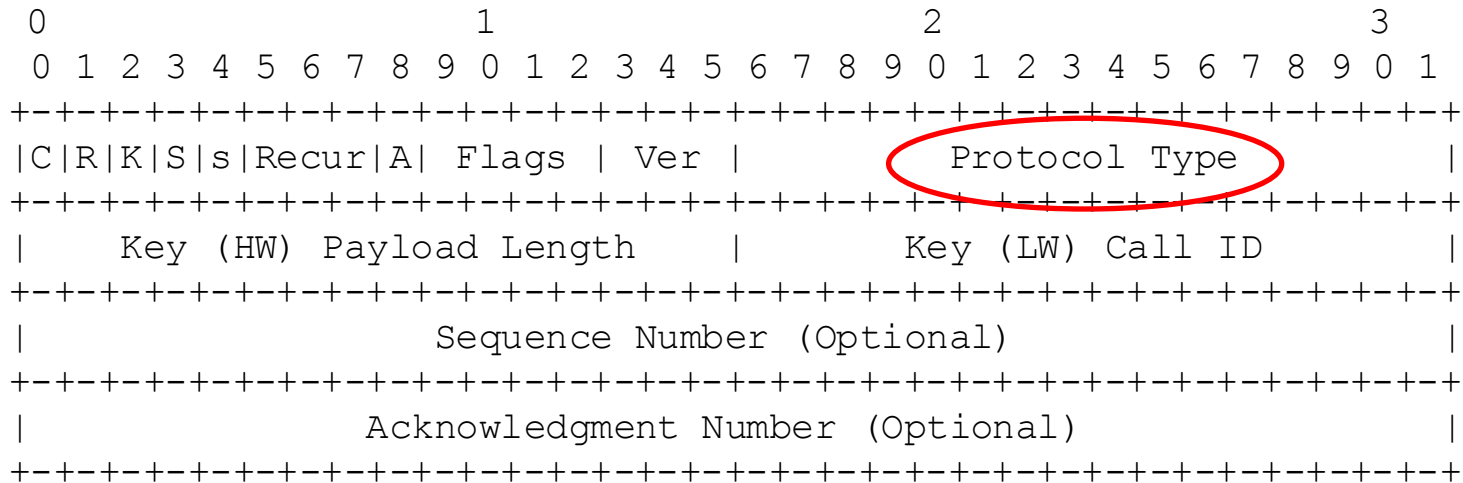 0                   1                   2                   3
0 1 2 3 4 5 6 7 8 9 0 1 2 3 4 5 6 7 8 9 0 1 2 3 4 5 6 7 8 9 0 1
+-+-+-+-+-+-+-+-+-+-+-+-+-+-+-+-+-+-+-+-+-+-+-+-+-+-+-+-+-+-+-+-+
|C|R|K|S|s|Recur|A| Flags | Ver |         Protocol Type         |
+-+-+-+-+-+-+-+-+-+-+-+-+-+-+-+-+-+-+-+-+-+-+-+-+-+-+-+-+-+-+-+-+
|    Key (HW) Payload Length    |       Key (LW) Call ID        |
+-+-+-+-+-+-+-+-+-+-+-+-+-+-+-+-+-+-+-+-+-+-+-+-+-+-+-+-+-+-+-+-+
|                  Sequence Number (Optional)                   |
+-+-+-+-+-+-+-+-+-+-+-+-+-+-+-+-+-+-+-+-+-+-+-+-+-+-+-+-+-+-+-+-+
|               Acknowledgment Number (Optional)                |
+-+-+-+-+-+-+-+-+-+-+-+-+-+-+-+-+-+-+-+-+-+-+-+-+-+-+-+-+-+-+-+-+